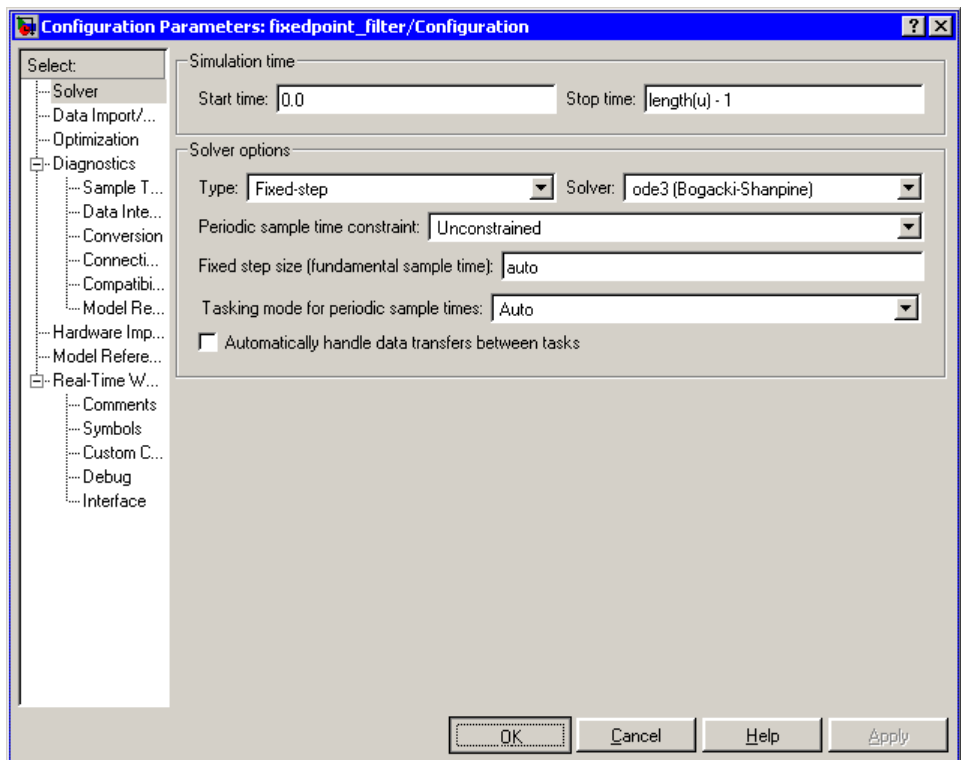 Configuration Parameters: fixedpoint_filter/Configuration
Select:
Solver
Data Import/...
Optimization
Diagnostics
Sample T...
Data Inte...
Conversion
Connecti...
Compatibi...
Model Re...
Hardware Imp...
Model Refere...
Real-Time W...
Comments
Symbols
Custom C...
Debug
Interface
Simulation time
Start time: 0.0 Stop time: length(u) - 1
Solver options
Type: Fixed-step Solver: ode3 (Bogacki-Shanpine)
Periodic sample time constraint: Unconstrained
Fixed step size (fundamental sample time): auto
Tasking mode for periodic sample times: Auto
Automatically handle data transfers between tasks
OK Cancel Help Apply